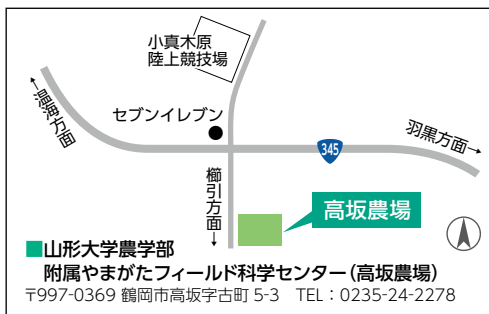 小真木原
陸上競技場
←温海方面
セブンイレブン
345
羽黒方面→
櫛引方面→
高坂農場
■山形大学農学部
附属やまがたフィールド科学センター(高坂農場)
〒997-0369 鶴岡市高坂字古町 5-3 TEL:0235-24-2278